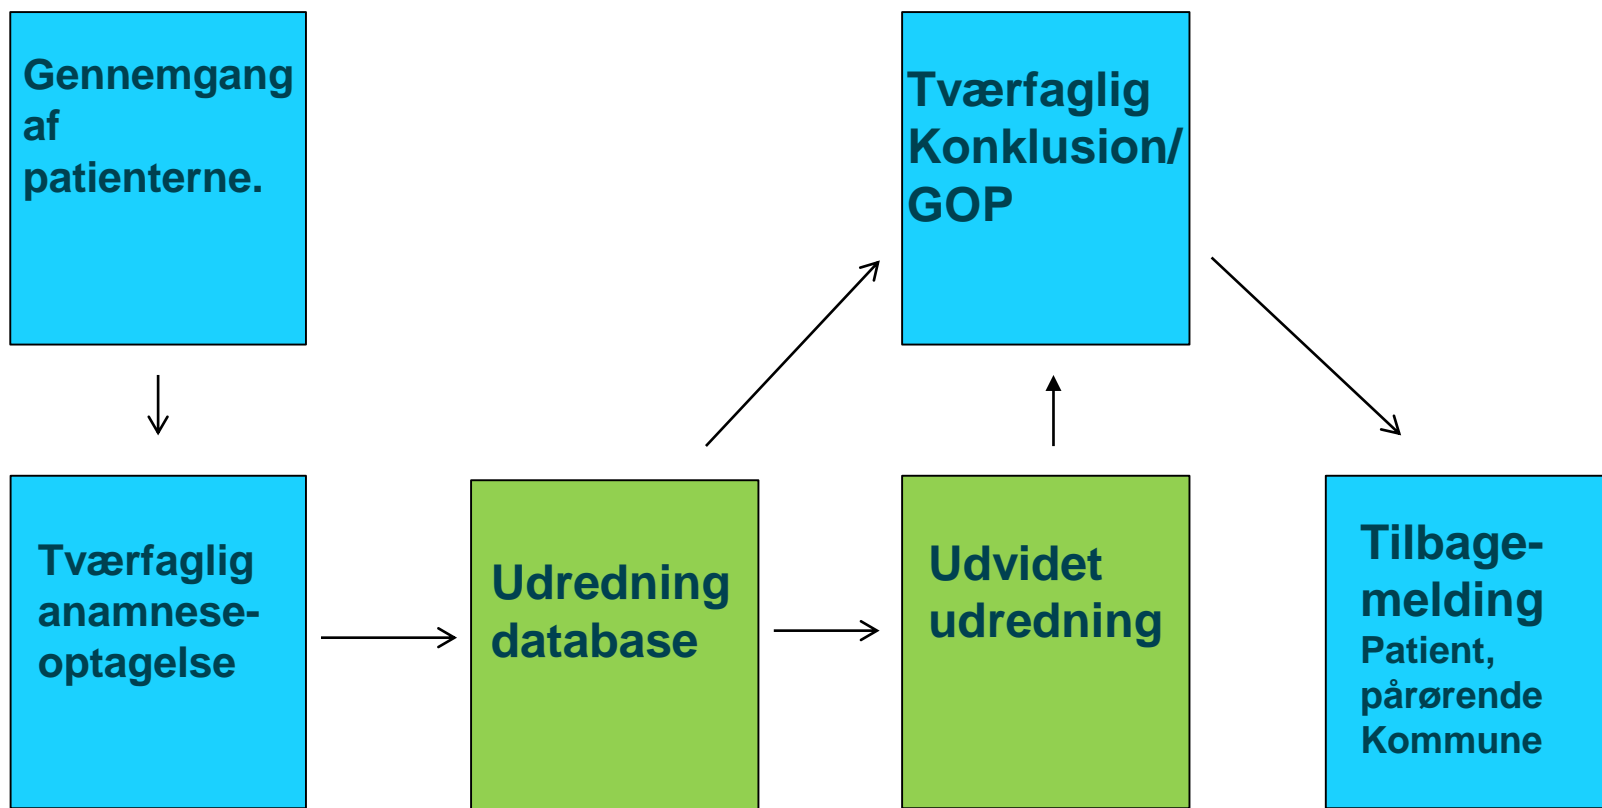 Gennemgang
af
patienterne.
Tværfaglig
anamnese-
optagelse
Udredning
database
Udvidet
udredning
Tværfaglig
Konklusion/
GOP
Tilbage-
melding
Patient,
pårørende
Kommune